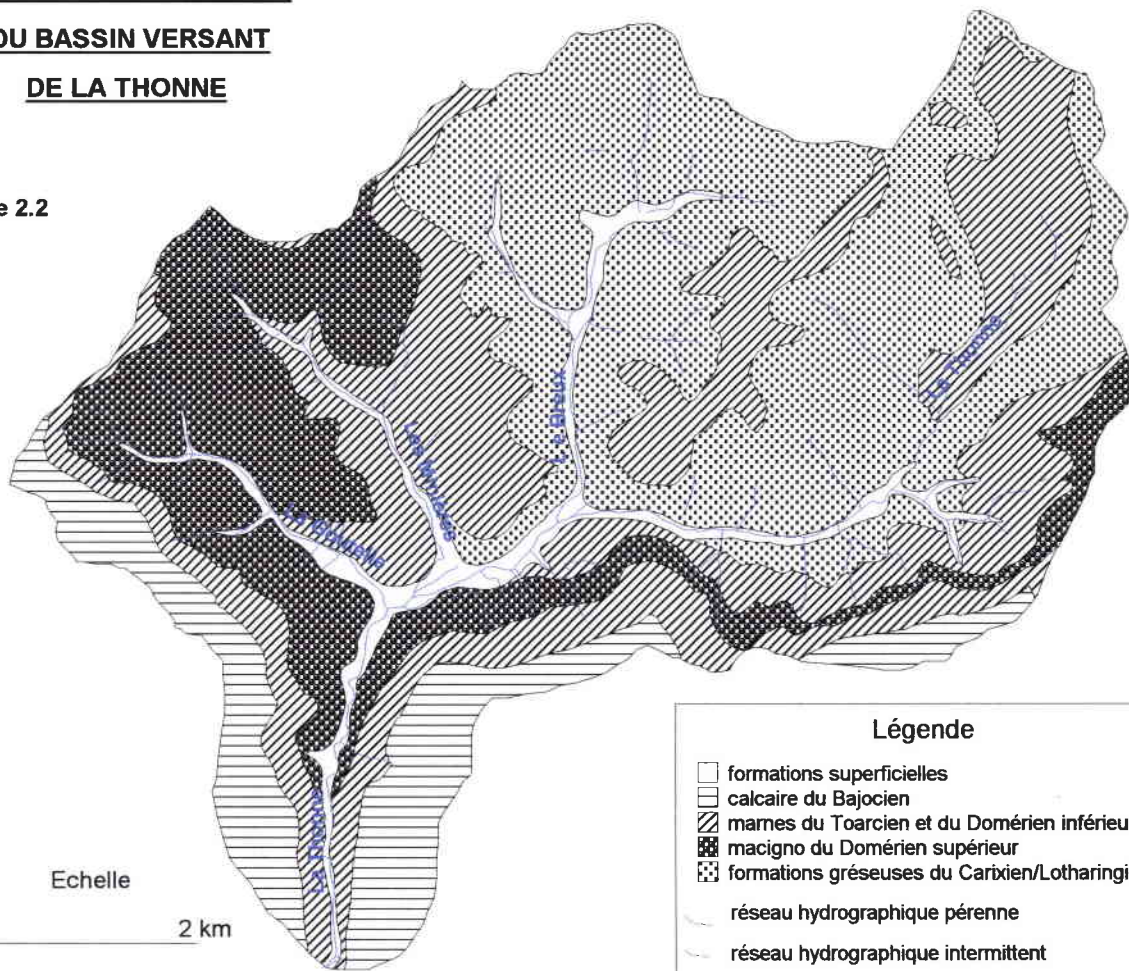 DU BASSIN VERSANT
DE LA THONNE
e 2.2
La Thonne
Le Breux
Les Minières
La Thonne
Légende
formations superficielles
calcaire du Bajocien
marnes du Toarcien et du Domérien inférieu
macigno du Domérien supérieur
formations gréseuses du Carixien/Lotharingi
réseau hydrographique pérenne
réseau hydrographique intermittent
Echelle
2 km